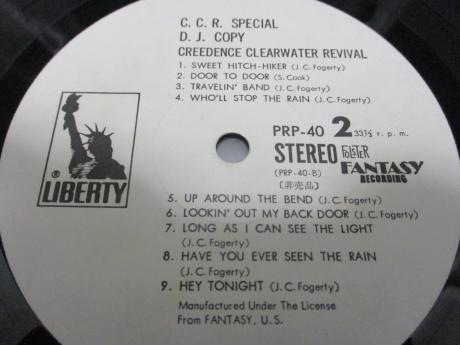 C. C. R. SPECIAL
D. J. COPY
CREEDENCE CLEARWATER REVIVAL
1. SWEET HITCH-HIKER (J. C. Fogerty)
2. DOOR TO DOOR (S. Cook)
3. TRAVELIN' BAND (J. C. Fogerty)
4. WHO'LL STOP THE RAIN (J. C. Fogerty)
PRP-40 2 33⅓ r. p. m.
STEREO FOLSTER FANTASY
(PRP-40-B) RECORDING
〔非売品〕
® LIBERTY
5. UP AROUND THE BEND (J. C. Fogerty)
6. LOOKIN' OUT MY BACK DOOR (J. C. Fogerty)
7. LONG AS I CAN SEE THE LIGHT
(J. C. Fogerty)
8. HAVE YOU EVER SEEN THE RAIN
(J. C. Fogerty)
9. HEY TONIGHT (J. C. Fogerty)
Manufactured Under The License
From FANTASY, U. S.